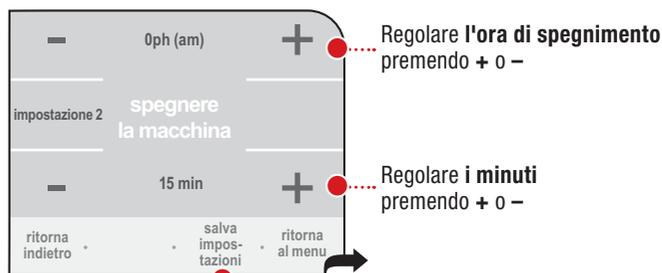 – 0ph (am) +
Regolare l'ora di spegnimento
premendo + o –
impostazione 2
spegnere
la macchina
– 15 min +
Regolare i minuti
premendo + o –
ritorna
indietro
salva
impos-
tazioni
ritorna
al menu